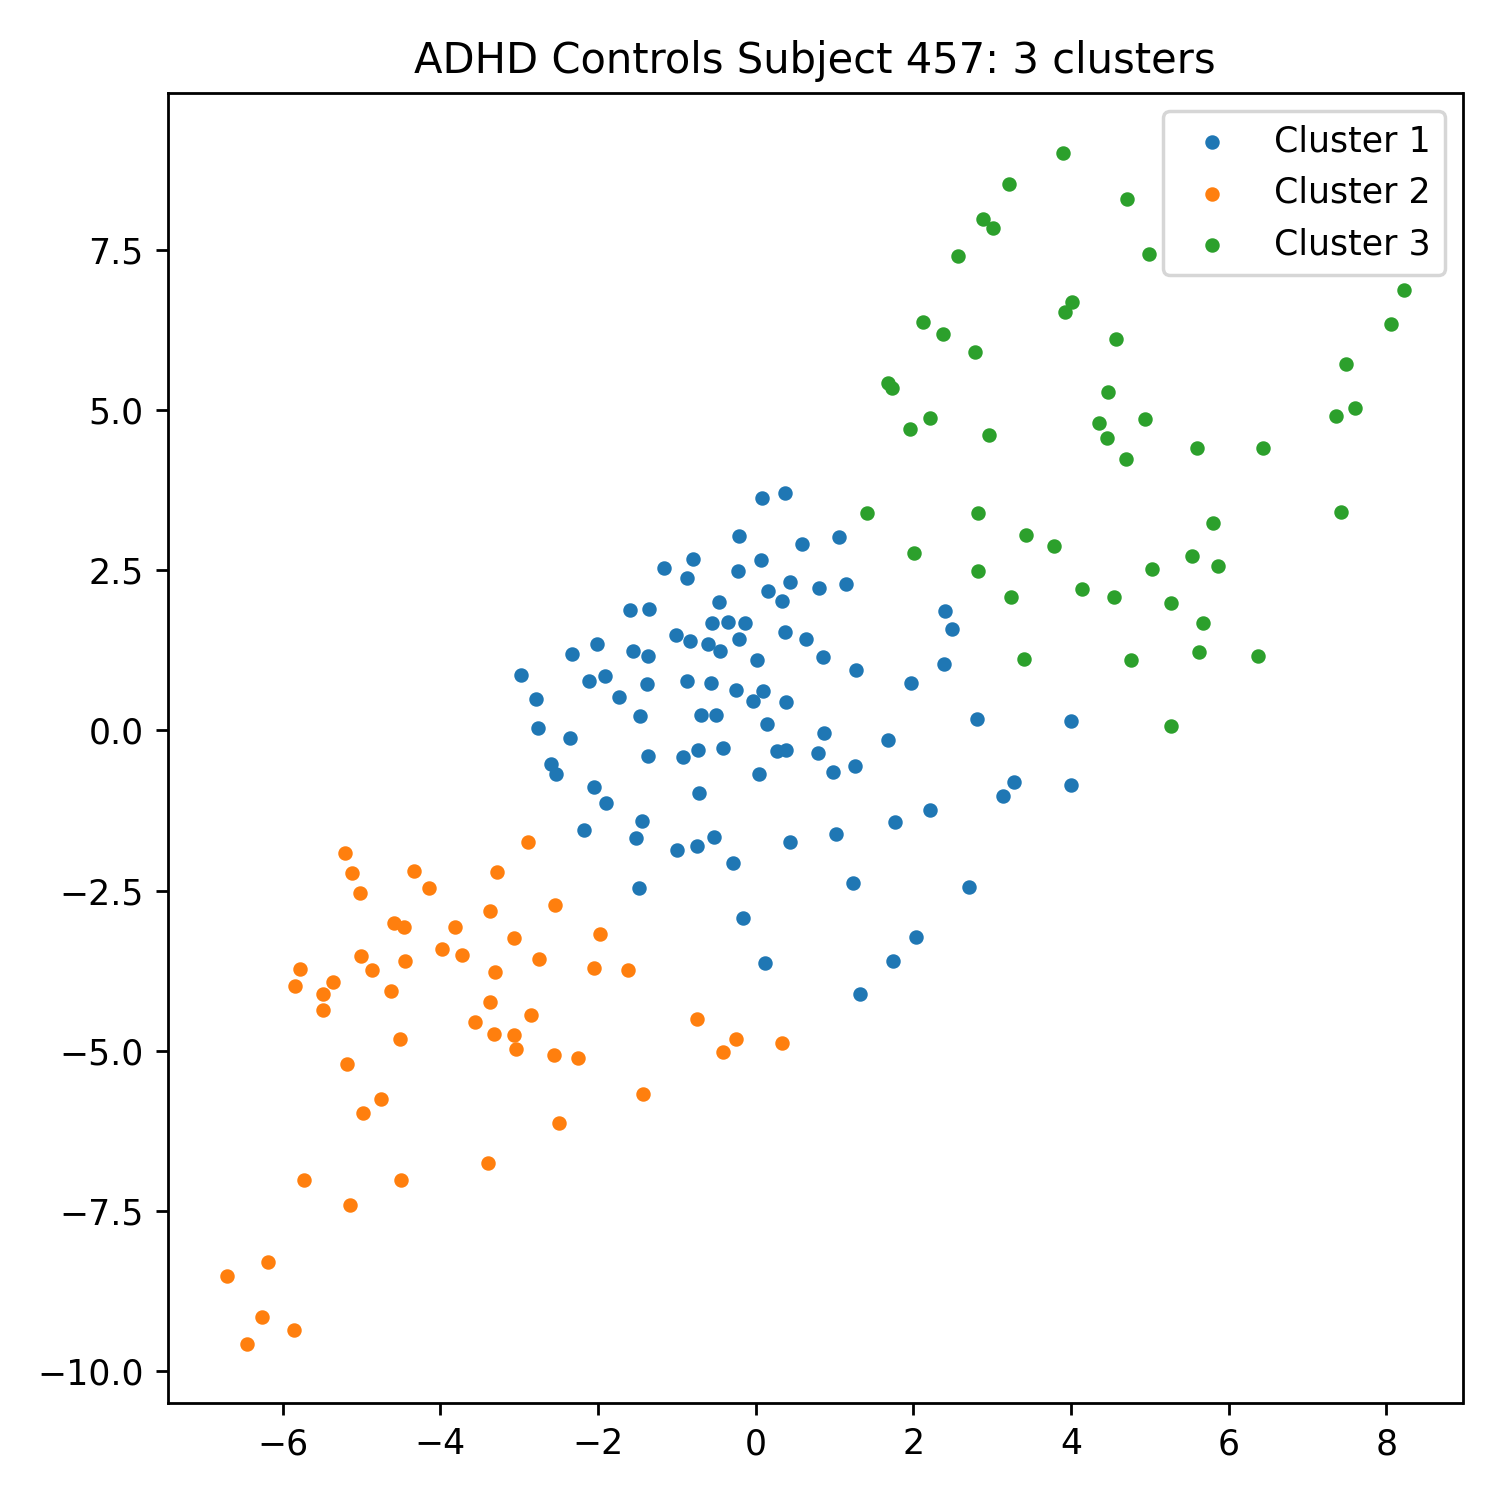 ADHD Controls Subject 457: 3 clusters
Cluster 1
Cluster 2
Cluster 3
7.5
5.0
2.5
0.0
−2.5
−5.0
−7.5
−10.0
−6 −4 −2 0 2 4 6 8